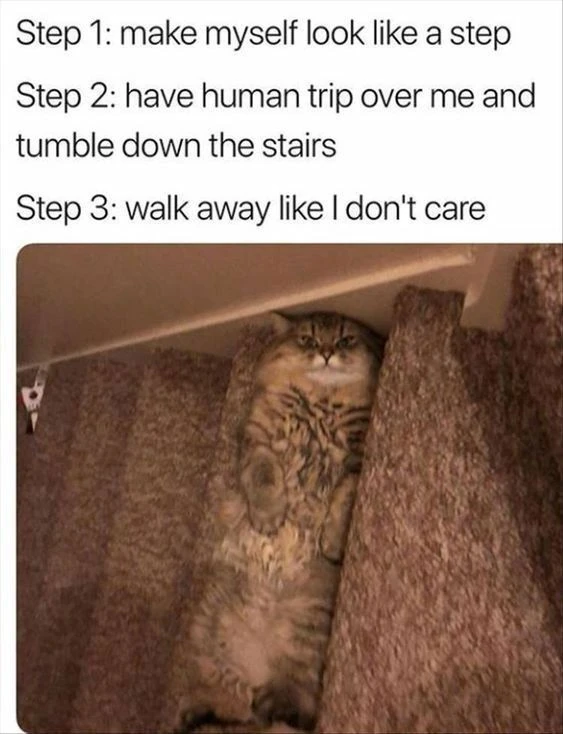 Step 1: make myself look like a step
Step 2: have human trip over me and
tumble down the stairs
Step 3: walk away like I don't care